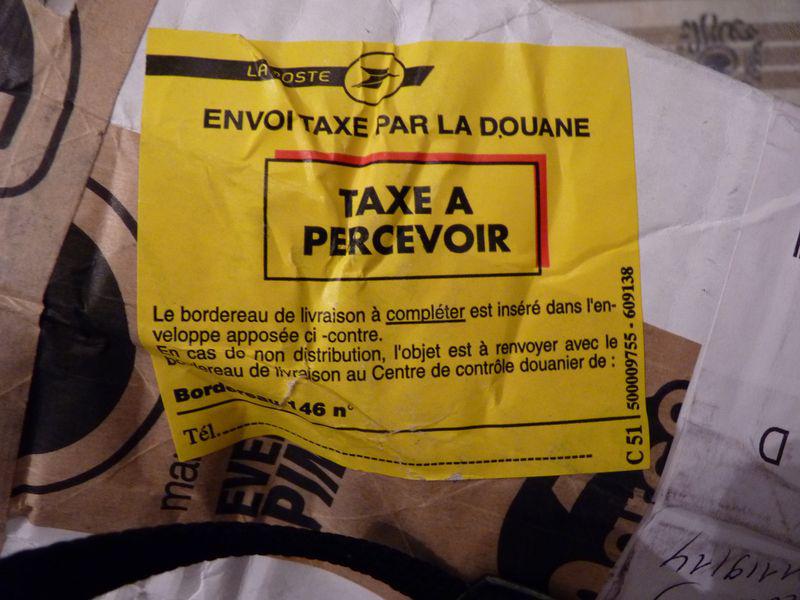 LA POSTE
ENVOI TAXE PAR LA DOUANE
TAXE A
PERCEVOIR
Le bordereau de livraison à compléter est inséré dans l'en-
veloppe apposée ci -contre.
En cas de non distribution, l'objet est à renvoyer avec le
bordereau de livraison au Centre de contrôle douanier de :
Bordereau 146 n°
Tél.
C 51 | 500009755 - 609138
D